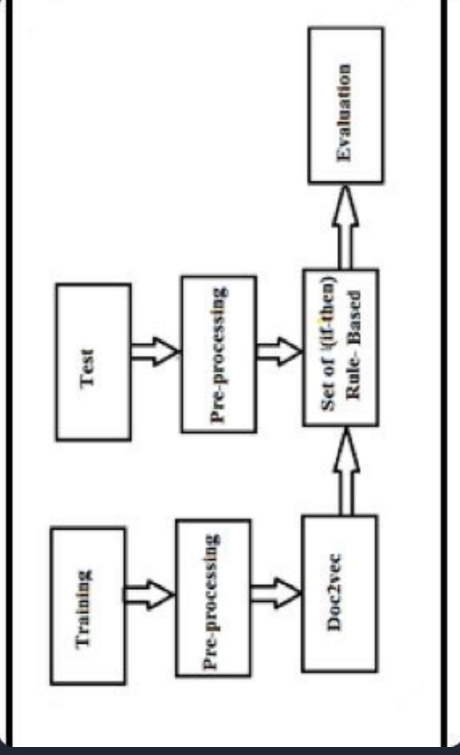 Training
Pre-processing
Doc2vec
Test
Pre-processing
Set of (if-then)
Rule- Based
Evaluation